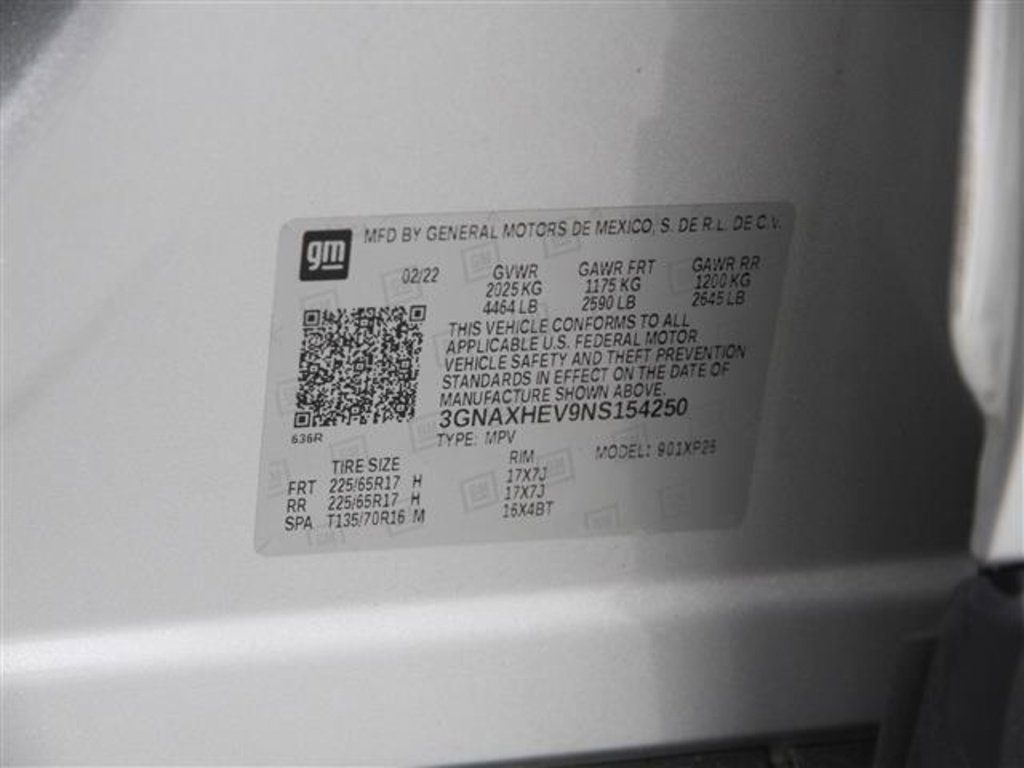 gm
MFD BY GENERAL MOTORS DE MEXICO, S. DE R.L. DE C.V.
02/22 GVWR GAWR FRT GAWR RR
2025 KG 1175 KG 1200 KG
4464 LB 2590 LB 2645 LB
THIS VEHICLE CONFORMS TO ALL
APPLICABLE U.S. FEDERAL MOTOR
VEHICLE SAFETY AND THEFT PREVENTION
STANDARDS IN EFFECT ON THE DATE OF
MANUFACTURE SHOWN ABOVE.
3GNAXHEV9NS154250
636R
TYPE: MPV MODEL: 901XP26
TIRE SIZE RIM
FRT 225/65R17 H 17X7J
RR 225/65R17 H 17X7J
SPA T135/70R16 M 16X4BT